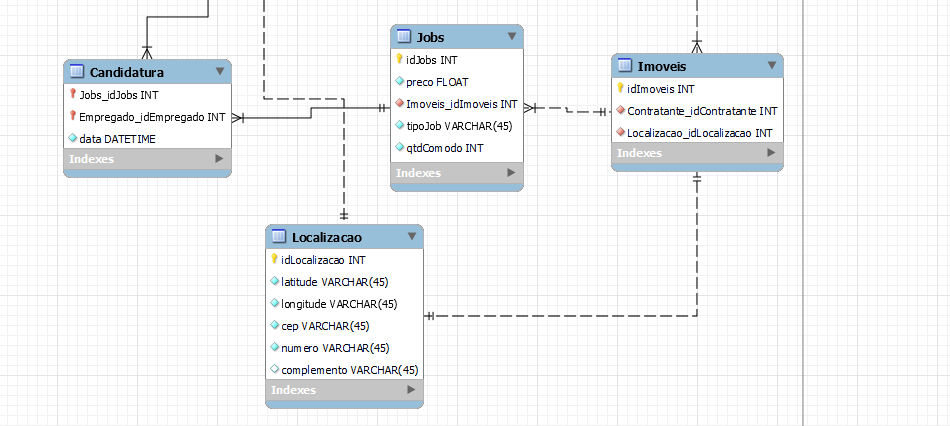 Candidatura
Jobs_idJobs INT
Empregado_idEmpregado INT
data DATETIME
Indexes
Jobs
idJobs INT
preco FLOAT
Imoveis_idImoveis INT
tipoJob VARCHAR(45)
qtdComodo INT
Indexes
Imoveis
idImoveis INT
Contratante_idContratante INT
Localizacao_idLocalizacao INT
Indexes
Localizacao
idLocalizacao INT
latitude VARCHAR(45)
longitude VARCHAR(45)
cep VARCHAR(45)
numero VARCHAR(45)
complemento VARCHAR(45)
Indexes